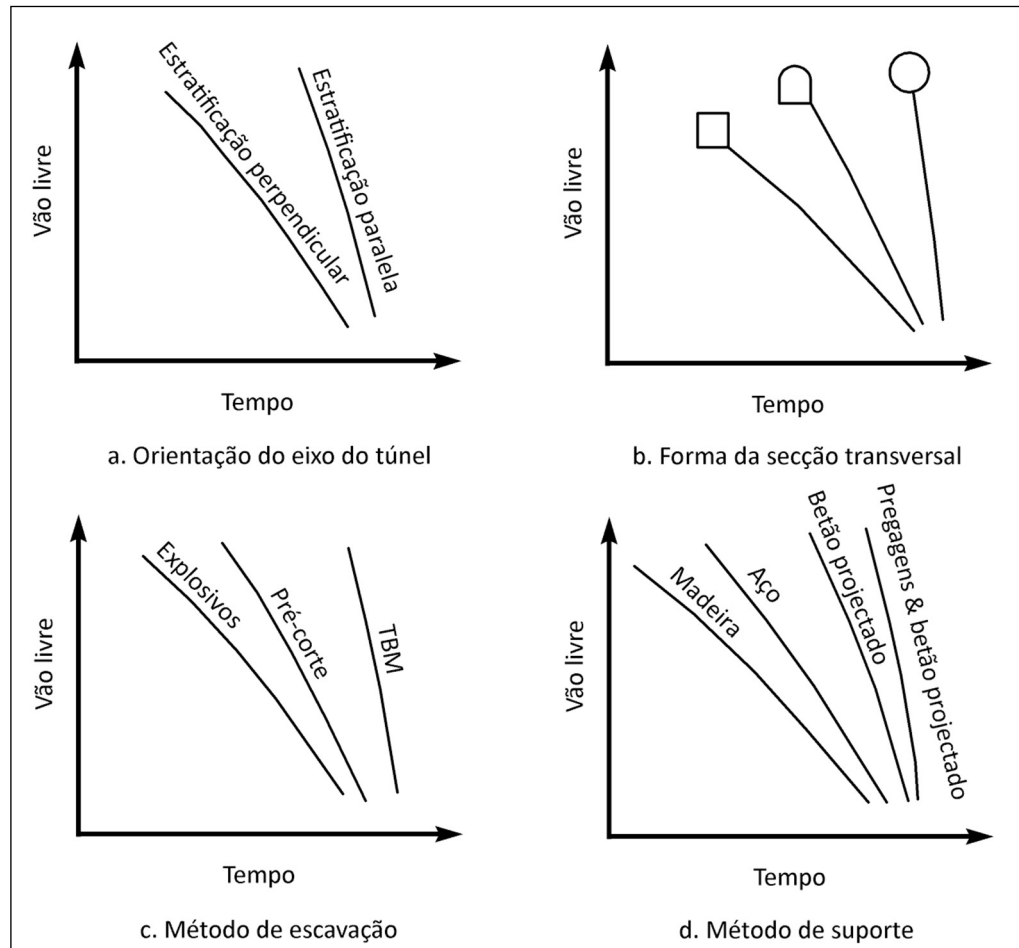 Vão livre
Estratificação perpendicular
Estratificação paralela
Tempo
a. Orientação do eixo do túnel
Vão livre
Tempo
b. Forma da secção transversal
Vão livre
Explosivos
Pré-corte
TBM
Tempo
c. Método de escavação
Vão livre
Madeira
Aço
Betão projectado
Pregagens & betão projectado
Tempo
d. Método de suporte